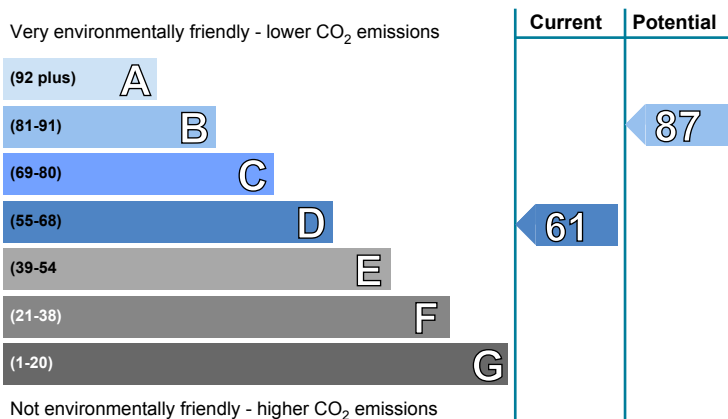 Current Potential
Very environmentally friendly - lower CO2 emissions
(92 plus) A
(81-91) B
87
(69-80) C
(55-68) D
61
(39-54 E
(21-38) F
(1-20) G
Not environmentally friendly - higher CO2 emissions